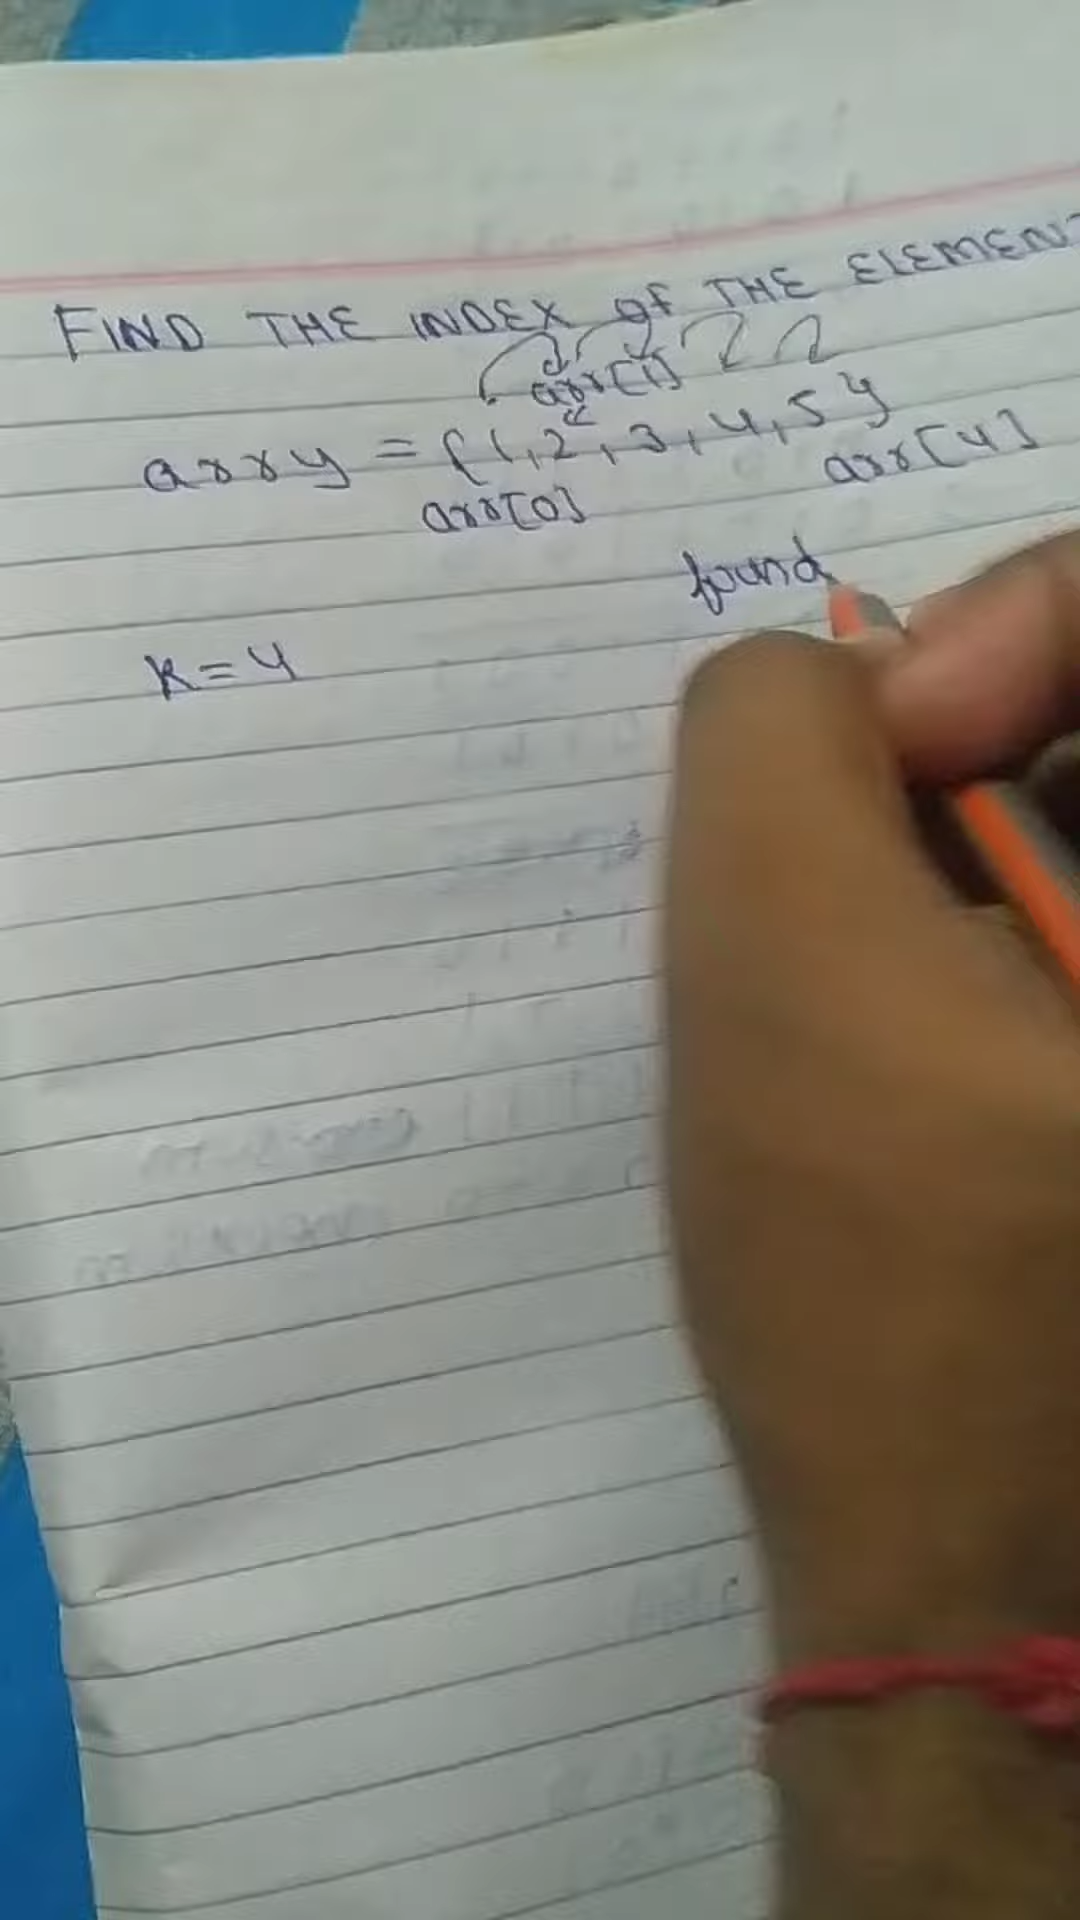 FIND THE INDEX of THE ELEMENT
arr[1]
arry = {1,2,3,4,5}
arr[0] arr[4]
found
K=4